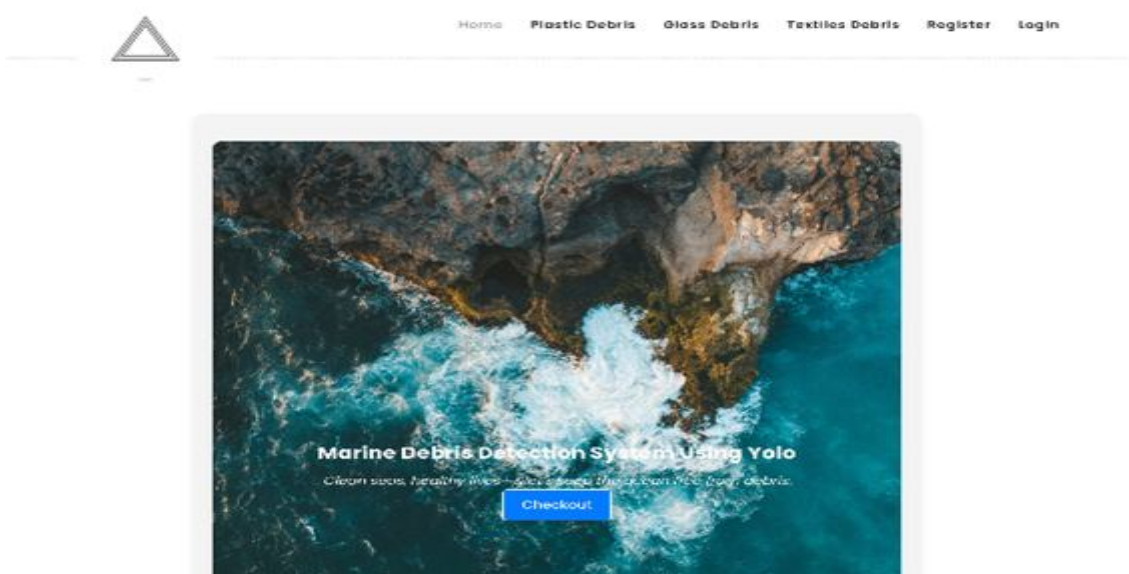 Home Plastic Debris Glass Debris Textiles Debris Register Login
Marine Debris Detection System Using Yolo
Clean seas, healthy lives keep the ocean free from debris.
Checkout